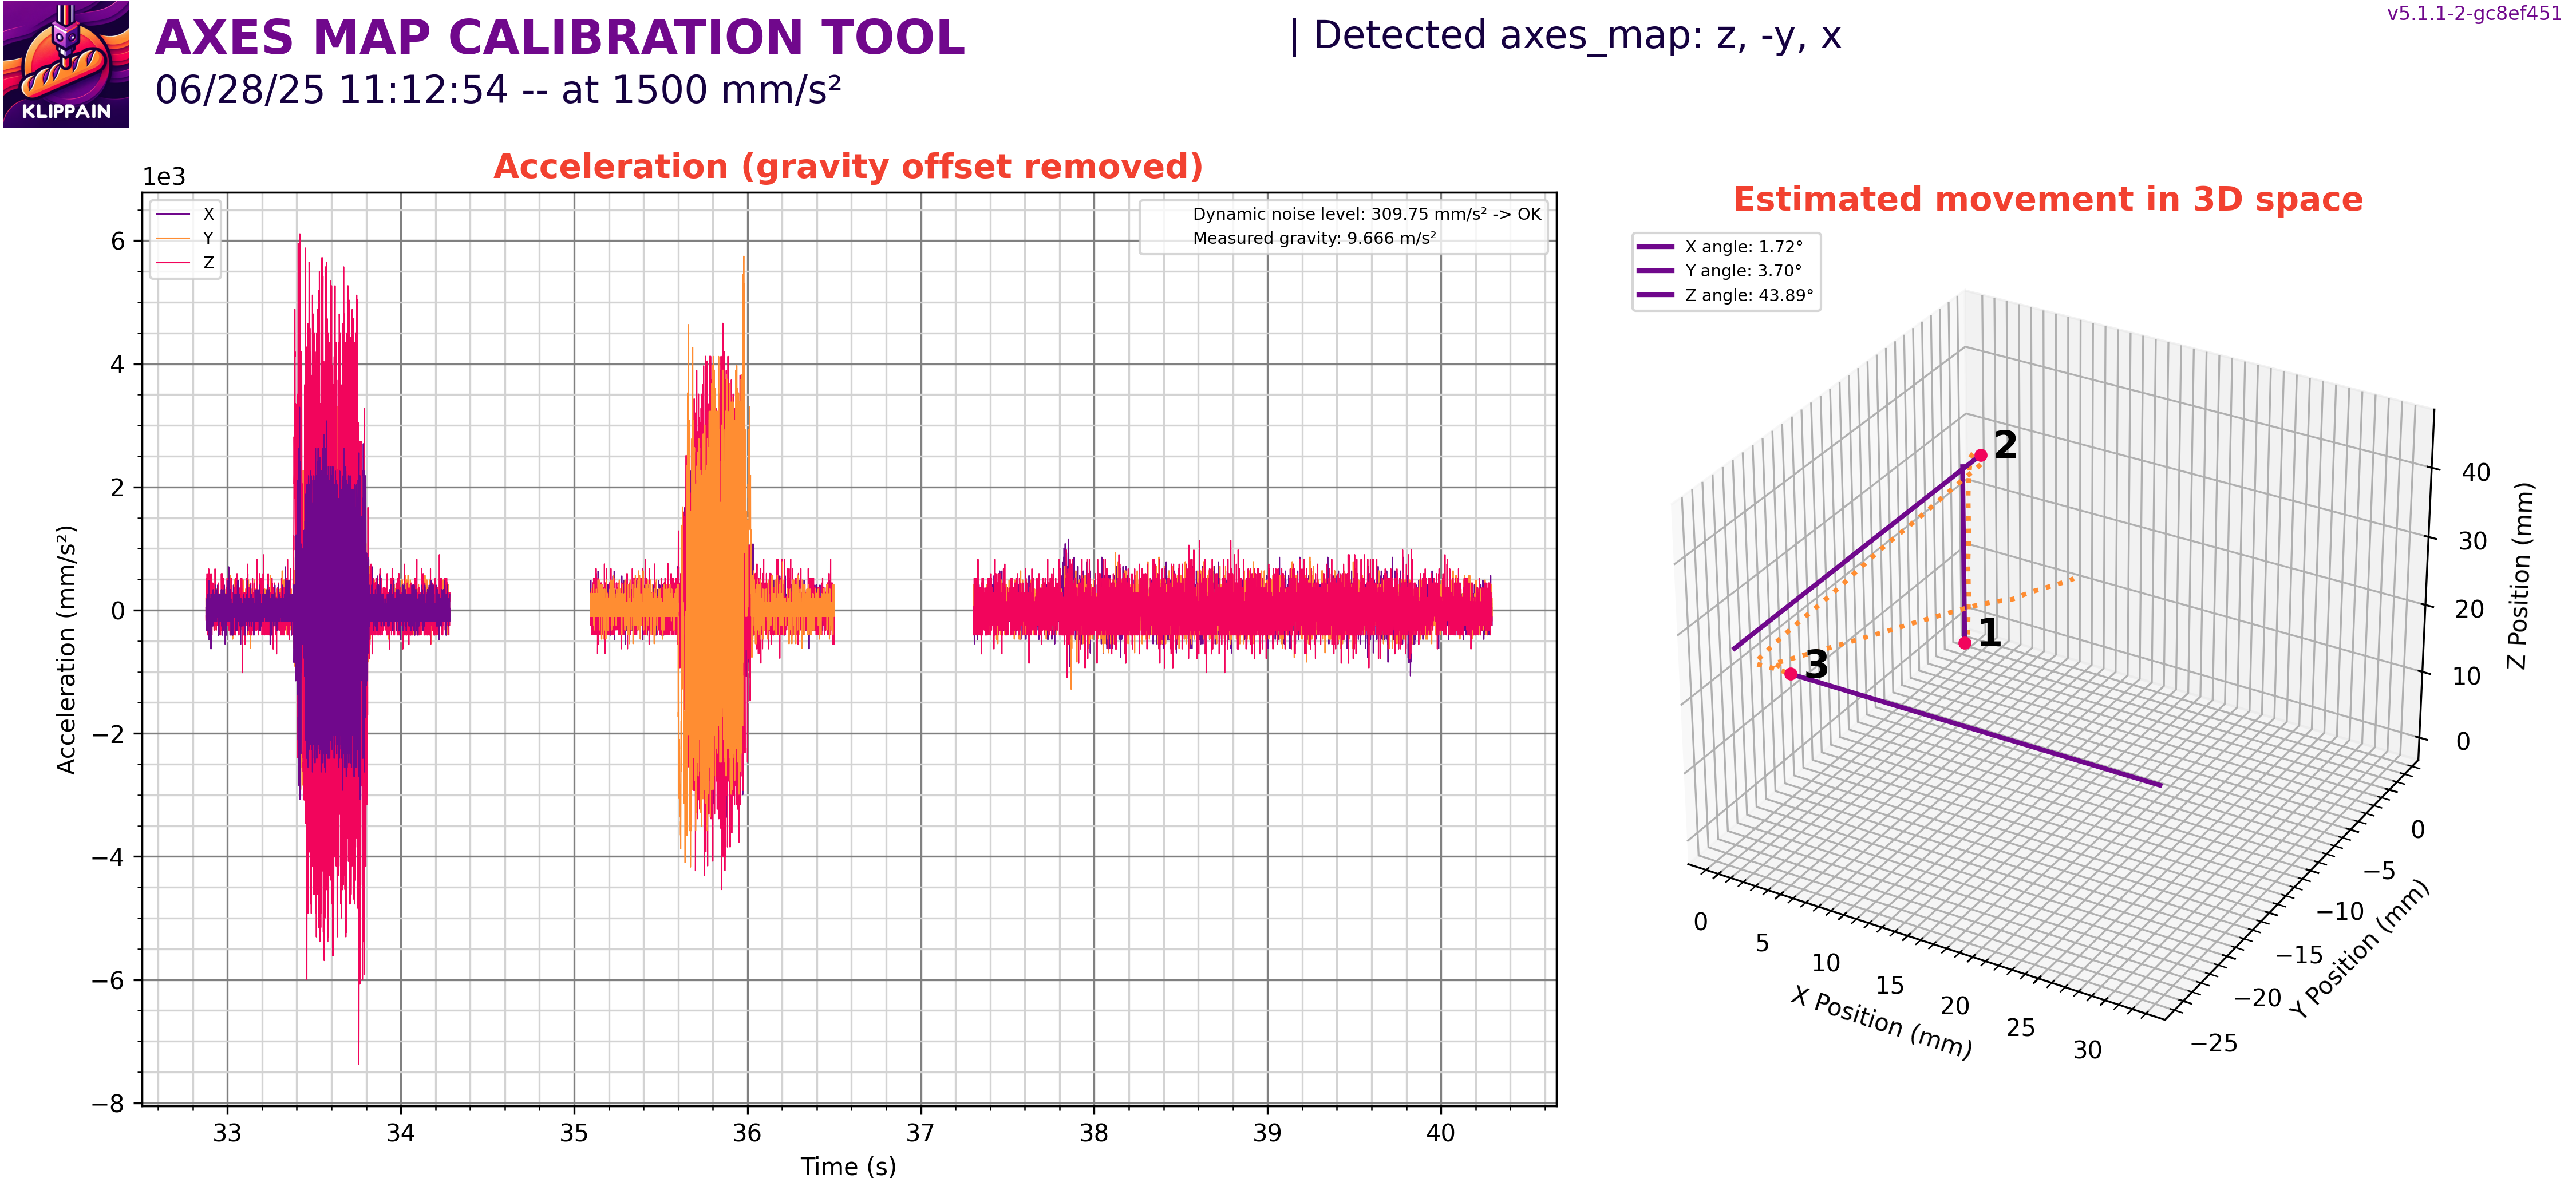 KLIPPAIN
AXES MAP CALIBRATION TOOL
06/28/25 11:12:54 -- at 1500 mm/s²
| Detected axes_map: z, -y, x
v5.1.1-2-gc8ef451
Acceleration (gravity offset removed)
1e3
X
Y
Z
Dynamic noise level: 309.75 mm/s² -> OK
Measured gravity: 9.666 m/s²
6
4
2
0
−2
−4
−6
−8
Acceleration (mm/s²)
33
34
35
36
37
38
39
40
Time (s)
Estimated movement in 3D space
X angle: 1.72°
Y angle: 3.70°
Z angle: 43.89°
2
1
3
40
30
20
10
0
Z Position (mm)
0
−5
−10
−15
−20
−25
Y Position (mm)
0
5
10
15
20
25
30
X Position (mm)